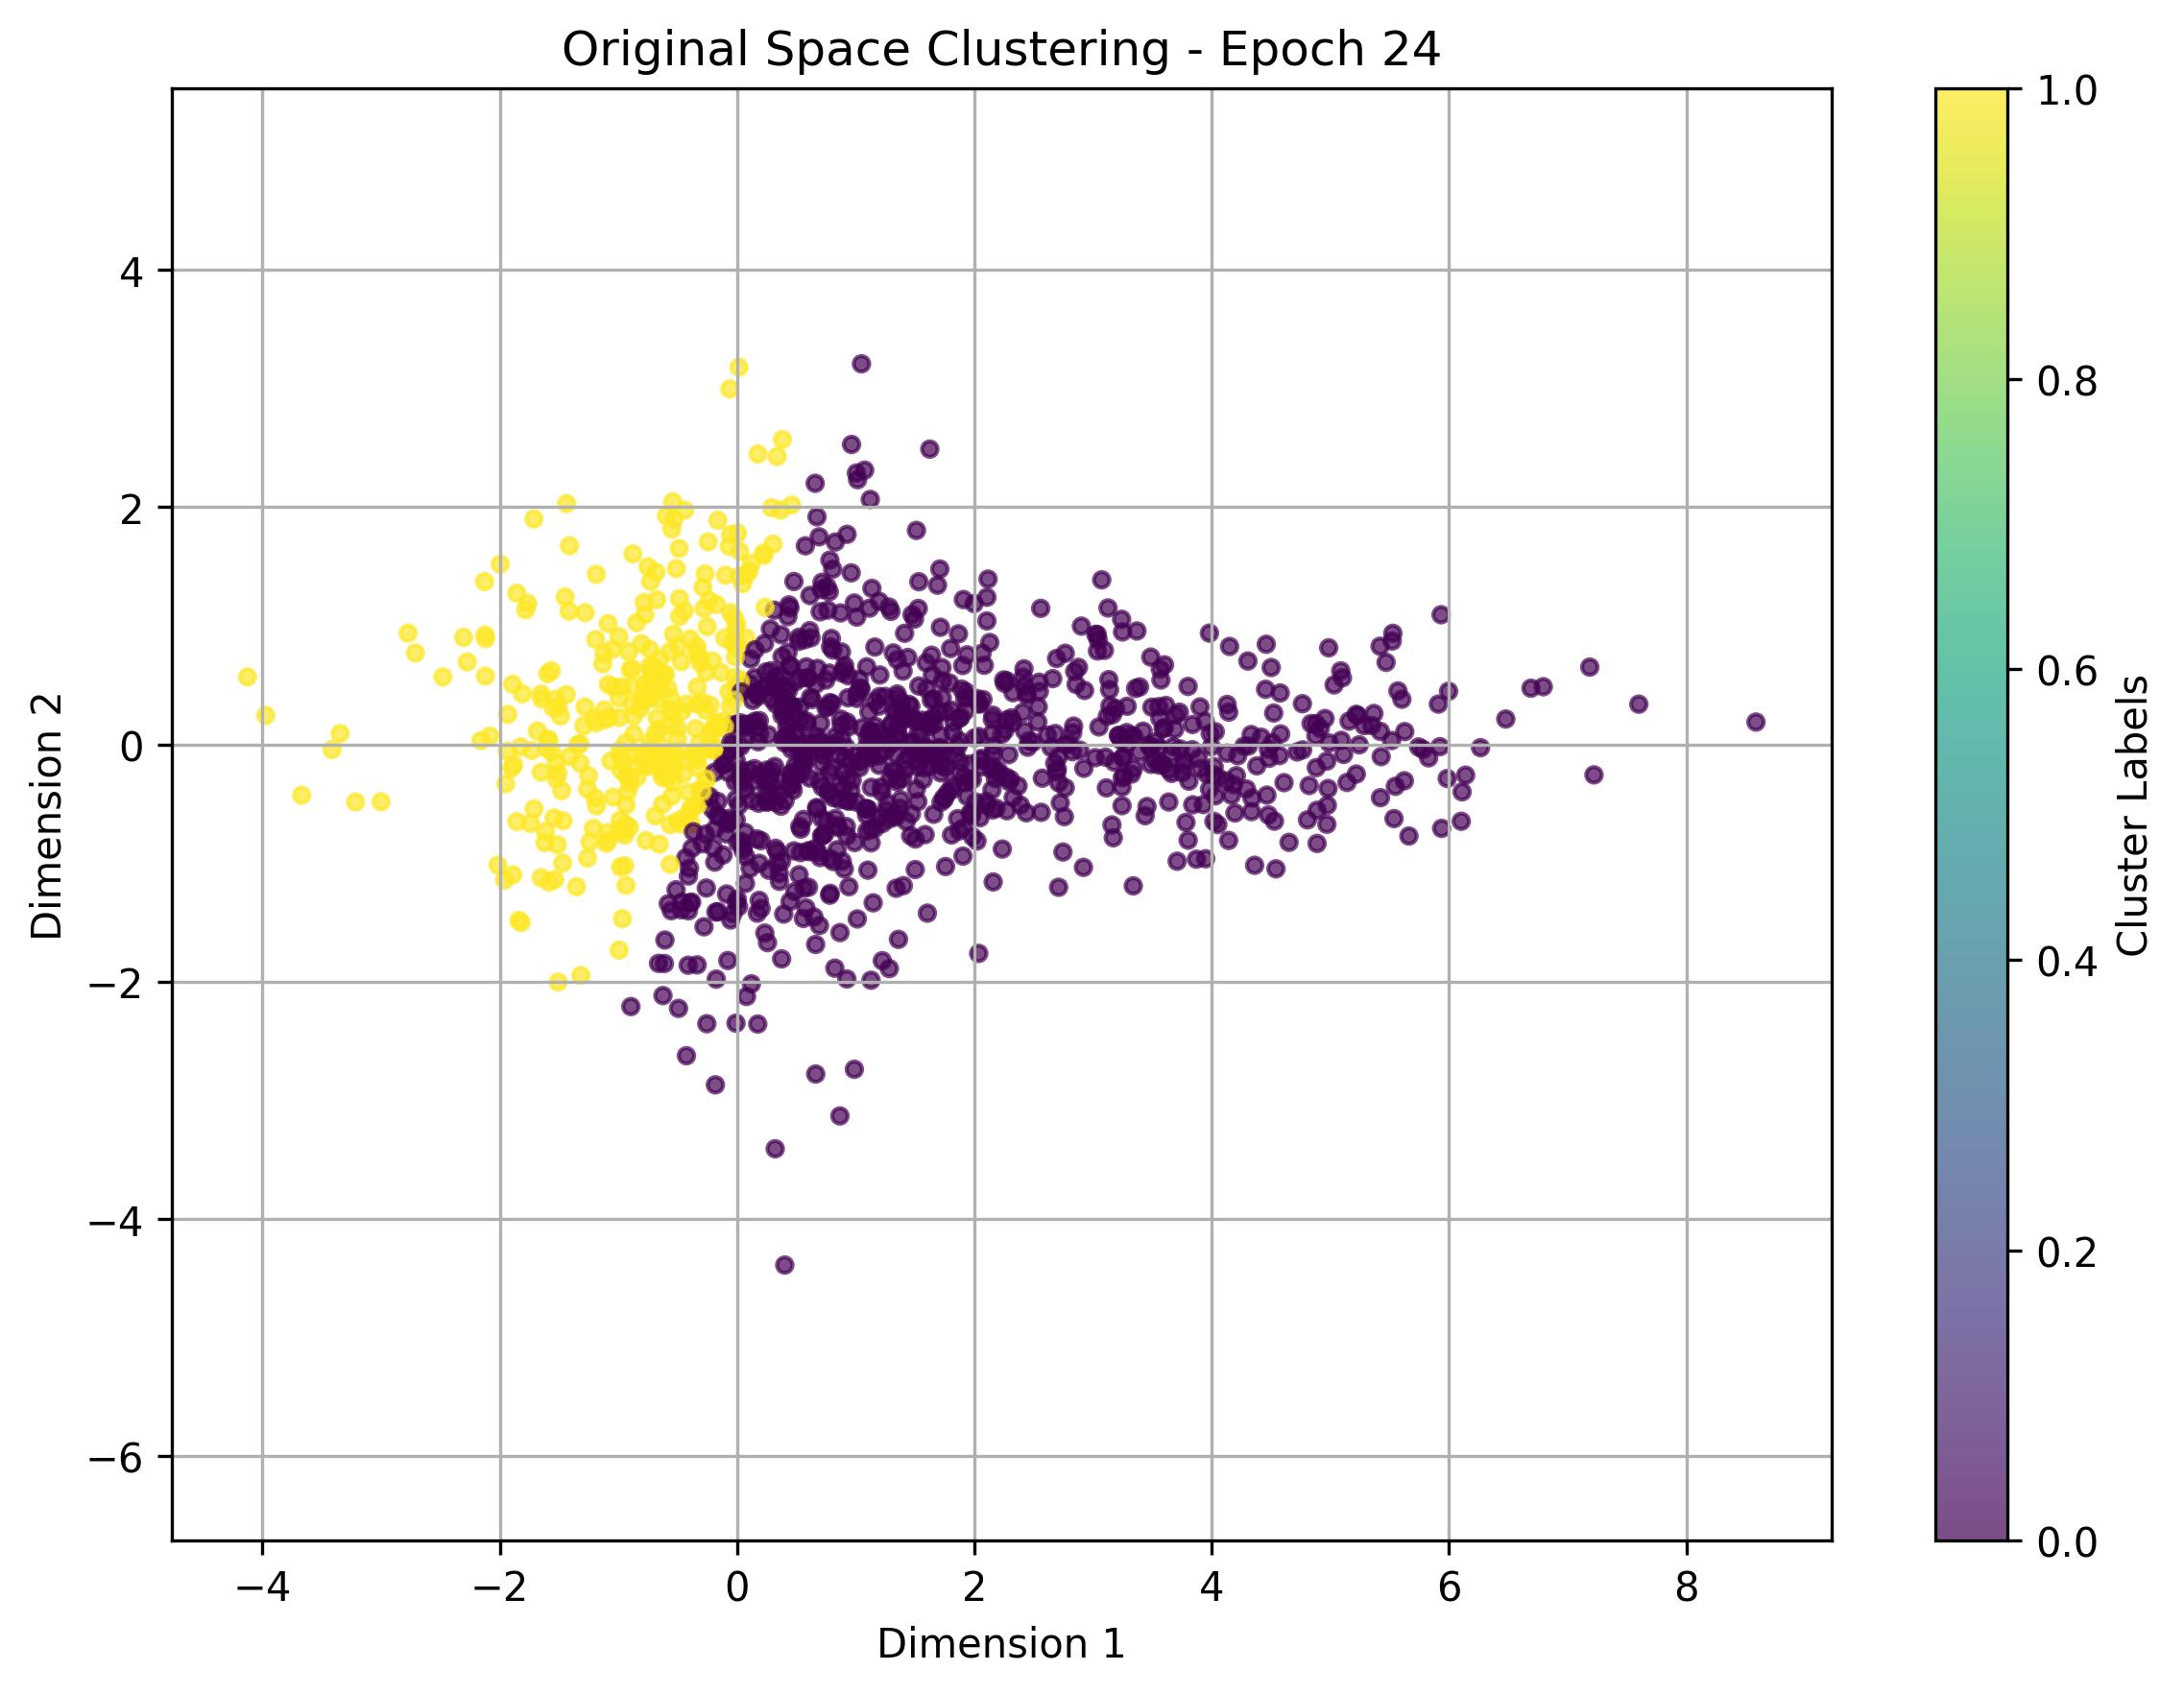 Original Space Clustering - Epoch 24
Dimension 2
4
2
0
−2
−4
−6
−4 −2 0 2 4 6 8
Dimension 1
1.0
0.8
0.6
0.4
0.2
0.0
Cluster Labels